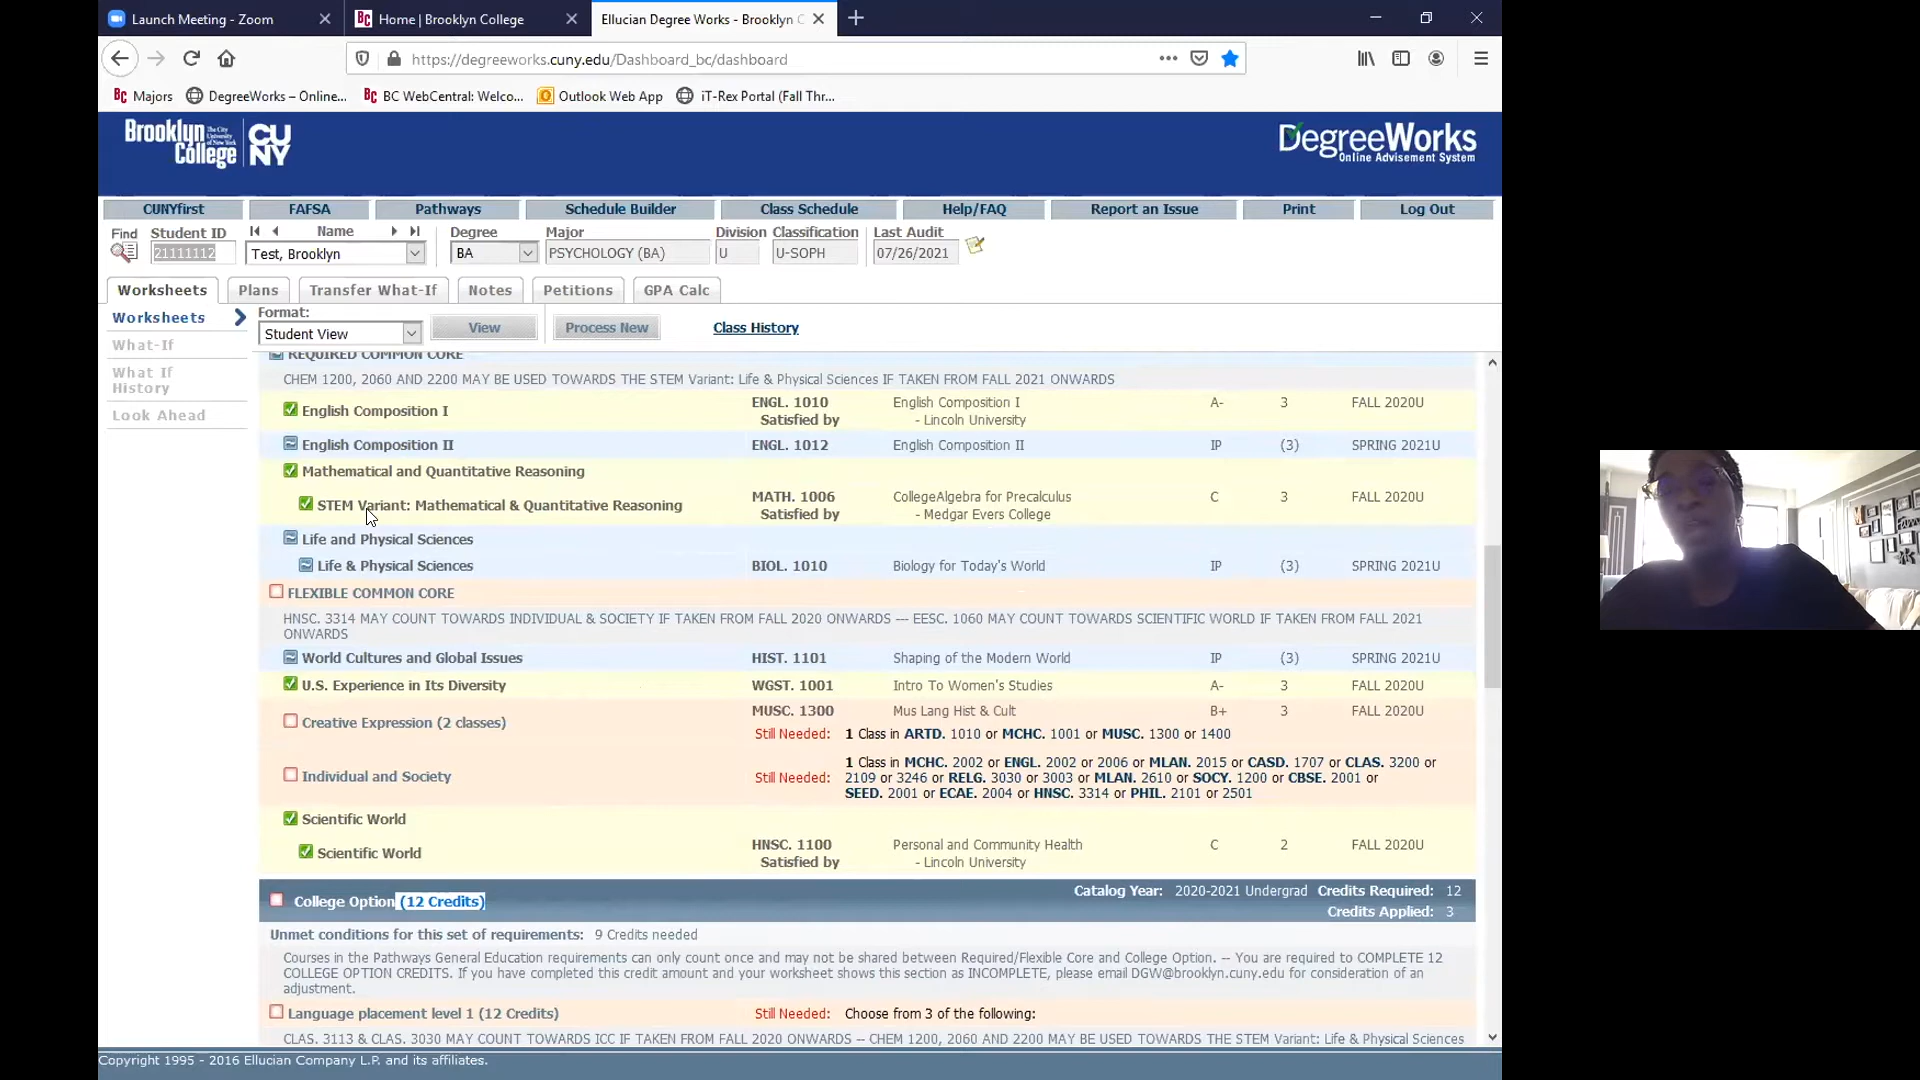 Launch Meeting - Zoom
Home | Brooklyn College
Ellucian Degree Works - Brooklyn C
https://degreeworks.cuny.edu/Dashboard_bc/dashboard
Majors
DegreeWorks – Online...
BC WebCentral: Welco...
Outlook Web App
iT-Rex Portal (Fall Thr...
Brooklyn College
The City University of New York
CUNY
DegreeWorks
Online Advisement System
CUNYfirst
FAFSA
Pathways
Schedule Builder
Class Schedule
Help/FAQ
Report an Issue
Print
Log Out
Find
Student ID
Name
Degree
Major
Division
Classification
Last Audit
21111112
Test, Brooklyn
BA
PSYCHOLOGY (BA)
U
U-SOPH
07/26/2021
Worksheets
Plans
Transfer What-If
Notes
Petitions
GPA Calc
Worksheets
What-If
What If
History
Look Ahead
Format:
Student View
View
Process New
Class History
REQUIRED COMMON CORE
CHEM 1200, 2060 AND 2200 MAY BE USED TOWARDS THE STEM Variant: Life & Physical Sciences IF TAKEN FROM FALL 2021 ONWARDS
English Composition I ENGL. 1010 English Composition I A- 3 FALL 2020U
Satisfied by - Lincoln University
English Composition II ENGL. 1012 English Composition II IP (3) SPRING 2021U
Mathematical and Quantitative Reasoning
STEM Variant: Mathematical & Quantitative Reasoning MATH. 1006 CollegeAlgebra for Precalculus C 3 FALL 2020U
Satisfied by - Medgar Evers College
Life and Physical Sciences
Life & Physical Sciences BIOL. 1010 Biology for Today's World IP (3) SPRING 2021U
FLEXIBLE COMMON CORE
HNSC. 3314 MAY COUNT TOWARDS INDIVIDUAL & SOCIETY IF TAKEN FROM FALL 2020 ONWARDS --- EESC. 1060 MAY COUNT TOWARDS SCIENTIFIC WORLD IF TAKEN FROM FALL 2021
ONWARDS
World Cultures and Global Issues HIST. 1101 Shaping of the Modern World IP (3) SPRING 2021U
U.S. Experience in Its Diversity WGST. 1001 Intro To Women's Studies A- 3 FALL 2020U
Creative Expression (2 classes) MUSC. 1300 Mus Lang Hist & Cult B+ 3 FALL 2020U
Still Needed: 1 Class in ARTD. 1010 or MCHC. 1001 or MUSC. 1300 or 1400
Individual and Society Still Needed: 1 Class in MCHC. 2002 or ENGL. 2002 or 2006 or MLAN. 2015 or CASD. 1707 or CLAS. 3200 or
2109 or 3246 or RELG. 3030 or 3003 or MLAN. 2610 or SOCY. 1200 or CBSE. 2001 or
SEED. 2001 or ECAE. 2004 or HNSC. 3314 or PHIL. 2101 or 2501
Scientific World
Scientific World HNSC. 1100 Personal and Community Health C 2 FALL 2020U
Satisfied by - Lincoln University
College Option (12 Credits) Catalog Year: 2020-2021 Undergrad Credits Required: 12
Credits Applied: 3
Unmet conditions for this set of requirements: 9 Credits needed
Courses in the Pathways General Education requirements can only count once and may not be shared between Required/Flexible Core and College Option. -- You are required to COMPLETE 12
COLLEGE OPTION CREDITS. If you have completed this credit amount and your worksheet shows this section as INCOMPLETE, please email DGW@brooklyn.cuny.edu for consideration of an
adjustment.
Language placement level 1 (12 Credits) Still Needed: Choose from 3 of the following:
CLAS. 3113 & CLAS. 3030 MAY COUNT TOWARDS ICC IF TAKEN FROM FALL 2020 ONWARDS -- CHEM 1200, 2060 AND 2200 MAY BE USED TOWARDS THE STEM Variant: Life & Physical Sciences
Copyright 1995 - 2016 Ellucian Company L.P. and its affiliates.